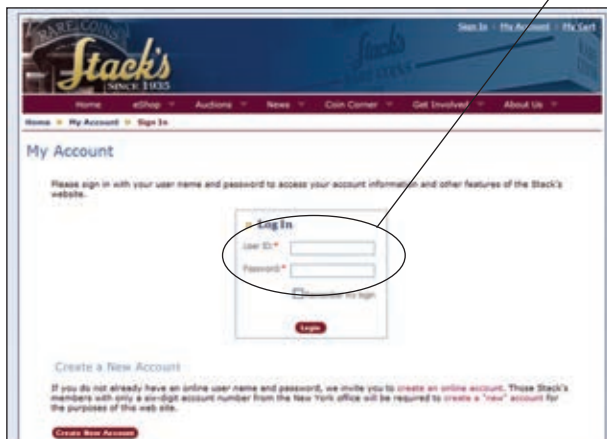 RARE COINS
Sign In | My Account | My Cart
Stack's
SINCE 1935
Home eShop Auctions News Coin Corner Get Involved About Us
Home » My Account » Sign In
My Account
Please sign in with your user name and password to access your account information and other features of the Stack's
website.
Log In
User ID:*
Password:*
Remember my login
Login
Create a New Account
If you do not already have an online user name and password, we invite you to create an online account. Those Stack's
members with only a six-digit account number from the New York office will be required to create a "new" account for
the purposes of this web site.
Create New Account